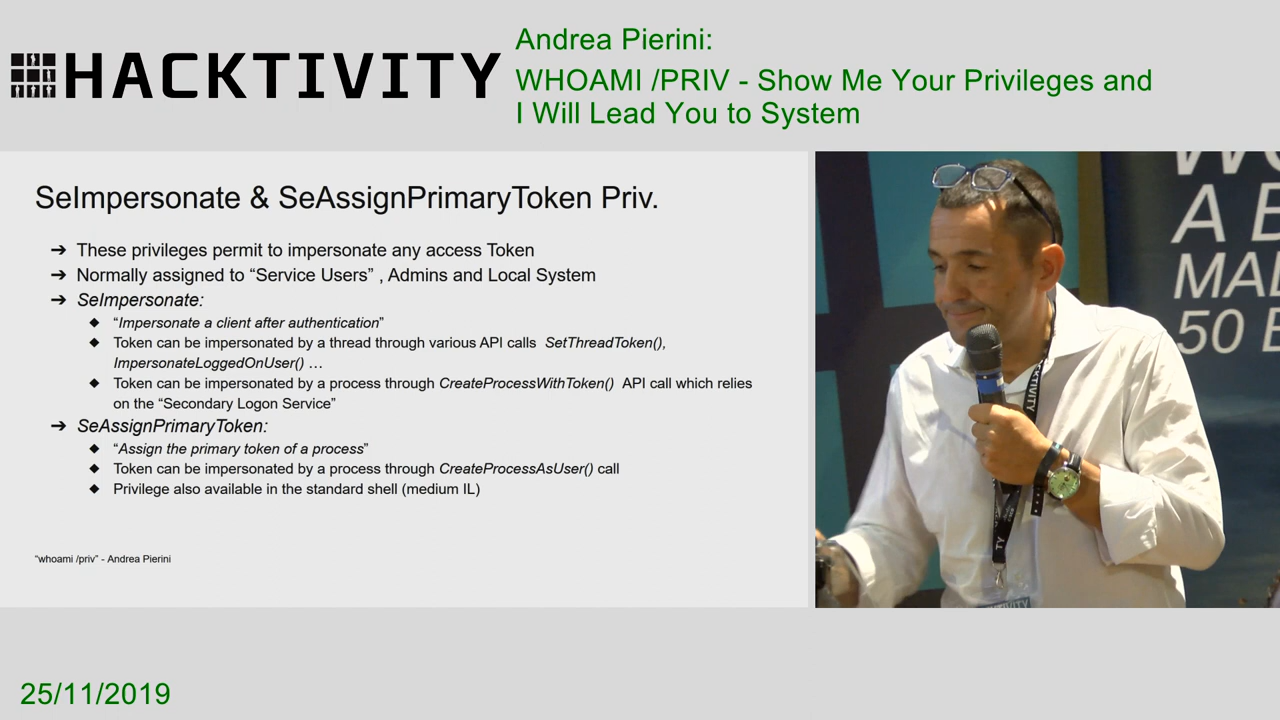 HACKTIVITY
Andrea Pierini:
WHOAMI /PRIV - Show Me Your Privileges and
I Will Lead You to System
SeImpersonate & SeAssignPrimaryToken Priv.
➔ These privileges permit to impersonate any access Token
➔ Normally assigned to “Service Users” , Admins and Local System
➔ SeImpersonate:
◆ “Impersonate a client after authentication”
◆ Token can be impersonated by a thread through various API calls SetThreadToken(),
ImpersonateLoggedOnUser() …
◆ Token can be impersonated by a process through CreateProcessWithToken() API call which relies
on the “Secondary Logon Service”
➔ SeAssignPrimaryToken:
◆ “Assign the primary token of a process”
◆ Token can be impersonated by a process through CreateProcessAsUser() call
◆ Privilege also available in the standard shell (medium IL)
“whoami /priv” - Andrea Pierini
A B
MAD
50 E
HACKTIVITY
TY
25/11/2019